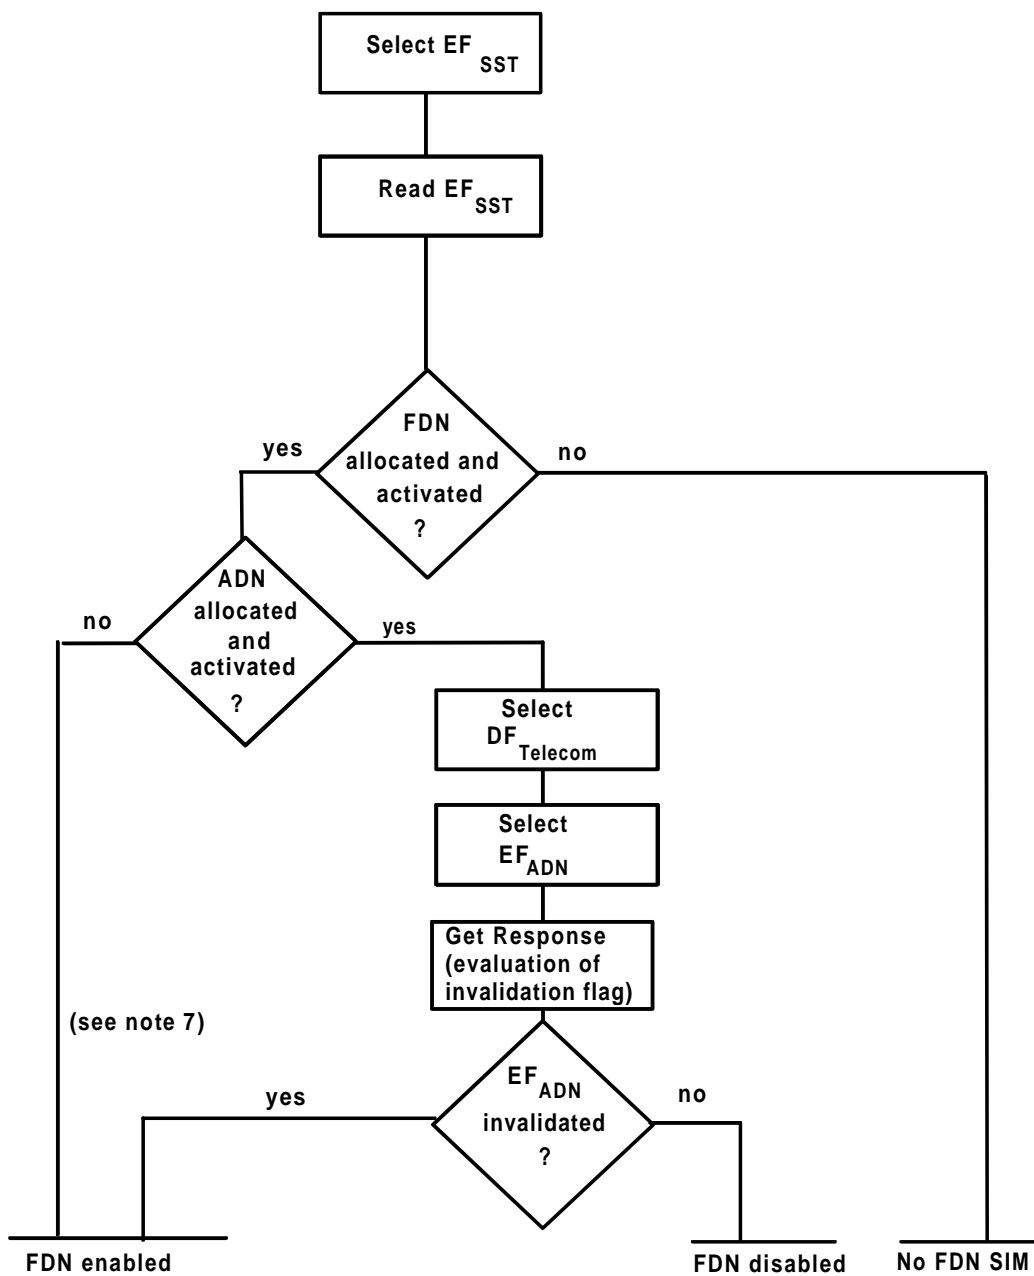 Select EF SST
Read EF SST
FDN
allocated and
activated
?
yes
no
ADN
allocated
and
activated
?
no
yes
Select
DF Telecom
Select
EF ADN
Get Response
(evaluation of
invalidation flag)
(see note 7)
EF ADN
invalidated
?
yes
no
FDN enabled
FDN disabled
No FDN SIM